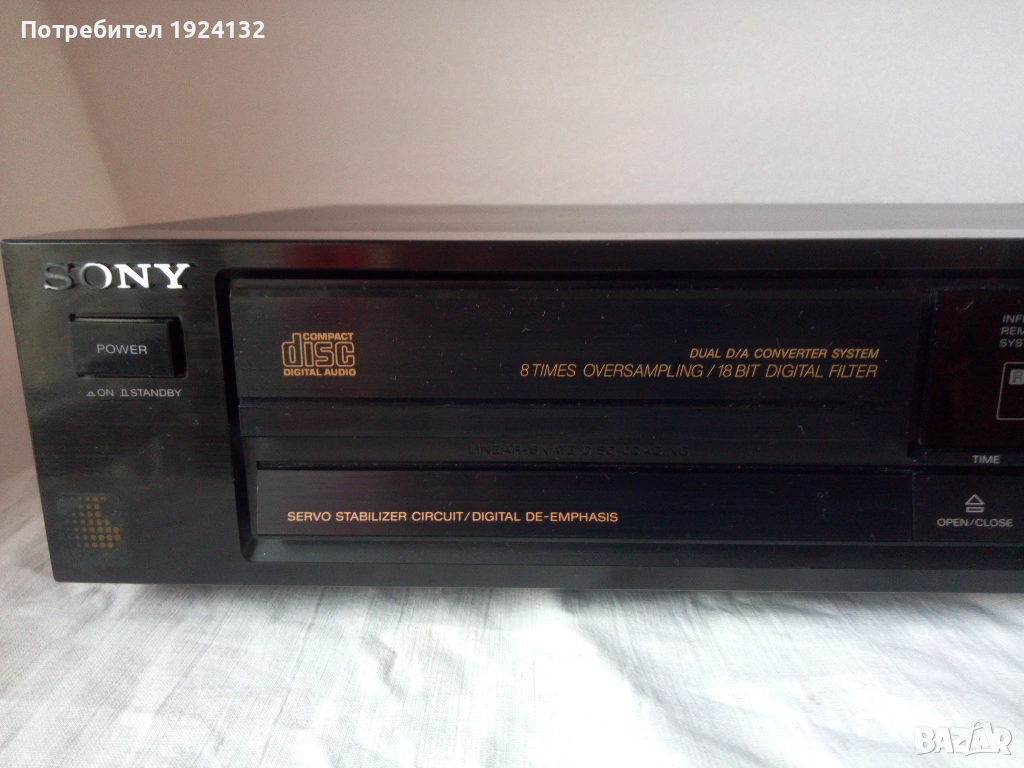 Потребител 1924132
SONY
POWER
ON STANDBY
COMPACT
disc
DIGITAL AUDIO
DUAL D/A CONVERTER SYSTEM
8 TIMES OVERSAMPLING / 18 BIT DIGITAL FILTER
TIME
OPEN/CLOSE
SERVO STABILIZER CIRCUIT/DIGITAL DE-EMPHASIS
BAZAR